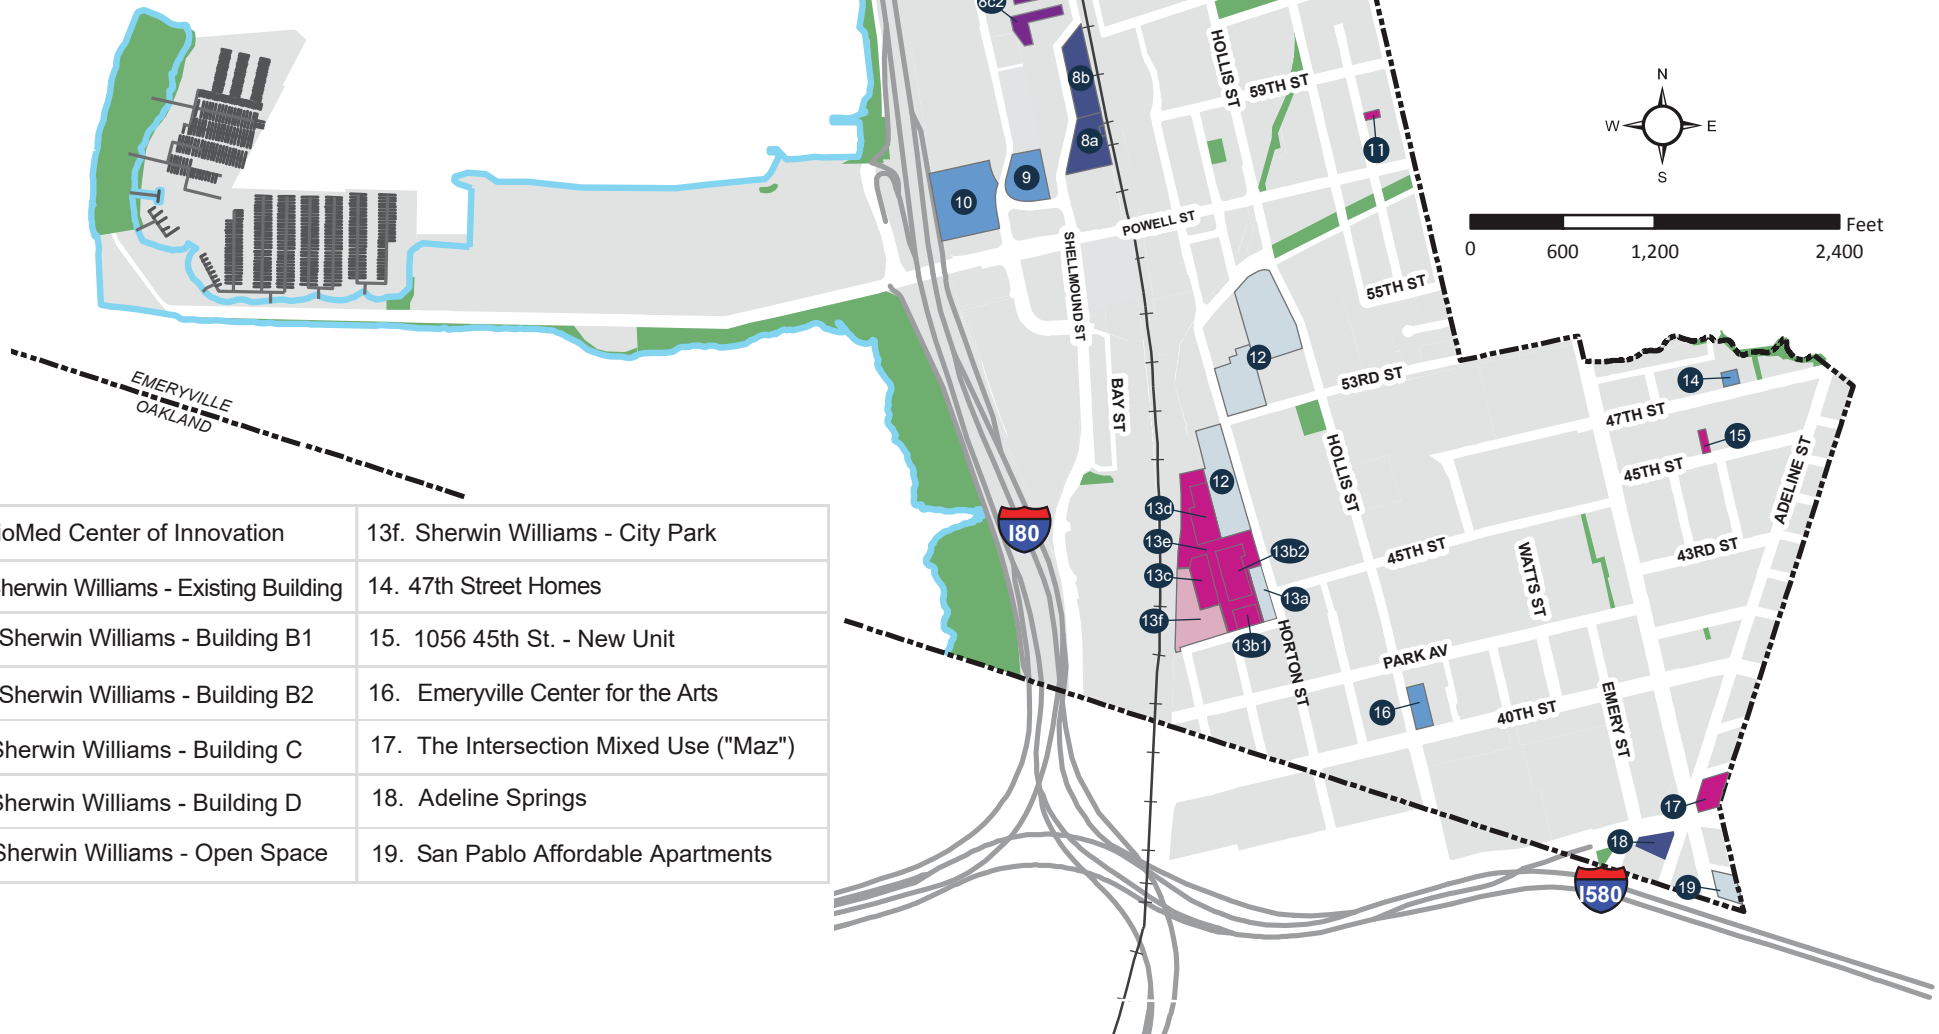 8c2
HOLLIS ST
8b
59TH ST
8a
11
N
W
E
S
Feet
0
600
1,200
2,400
9
10
POWELL ST
SHELLMOUND ST
55TH ST
12
53RD ST
BAY ST
14
47TH ST
15
45TH ST
ADELINE ST
HOLLIS ST
12
EMERYVILLE
OAKLAND
I80
13d
13e
13b2
13c
13a
13f
13b1
45TH ST
WATTS ST
43RD ST
HORTON ST
PARK AV
16
40TH ST
EMERY ST
17
18
I580
19
ioMed Center of Innovation
13f. Sherwin Williams - City Park
Sherwin Williams - Existing Building
14. 47th Street Homes
Sherwin Williams - Building B1
15. 1056 45th St. - New Unit
Sherwin Williams - Building B2
16. Emeryville Center for the Arts
Sherwin Williams - Building C
17. The Intersection Mixed Use ("Maz")
Sherwin Williams - Building D
18. Adeline Springs
Sherwin Williams - Open Space
19. San Pablo Affordable Apartments